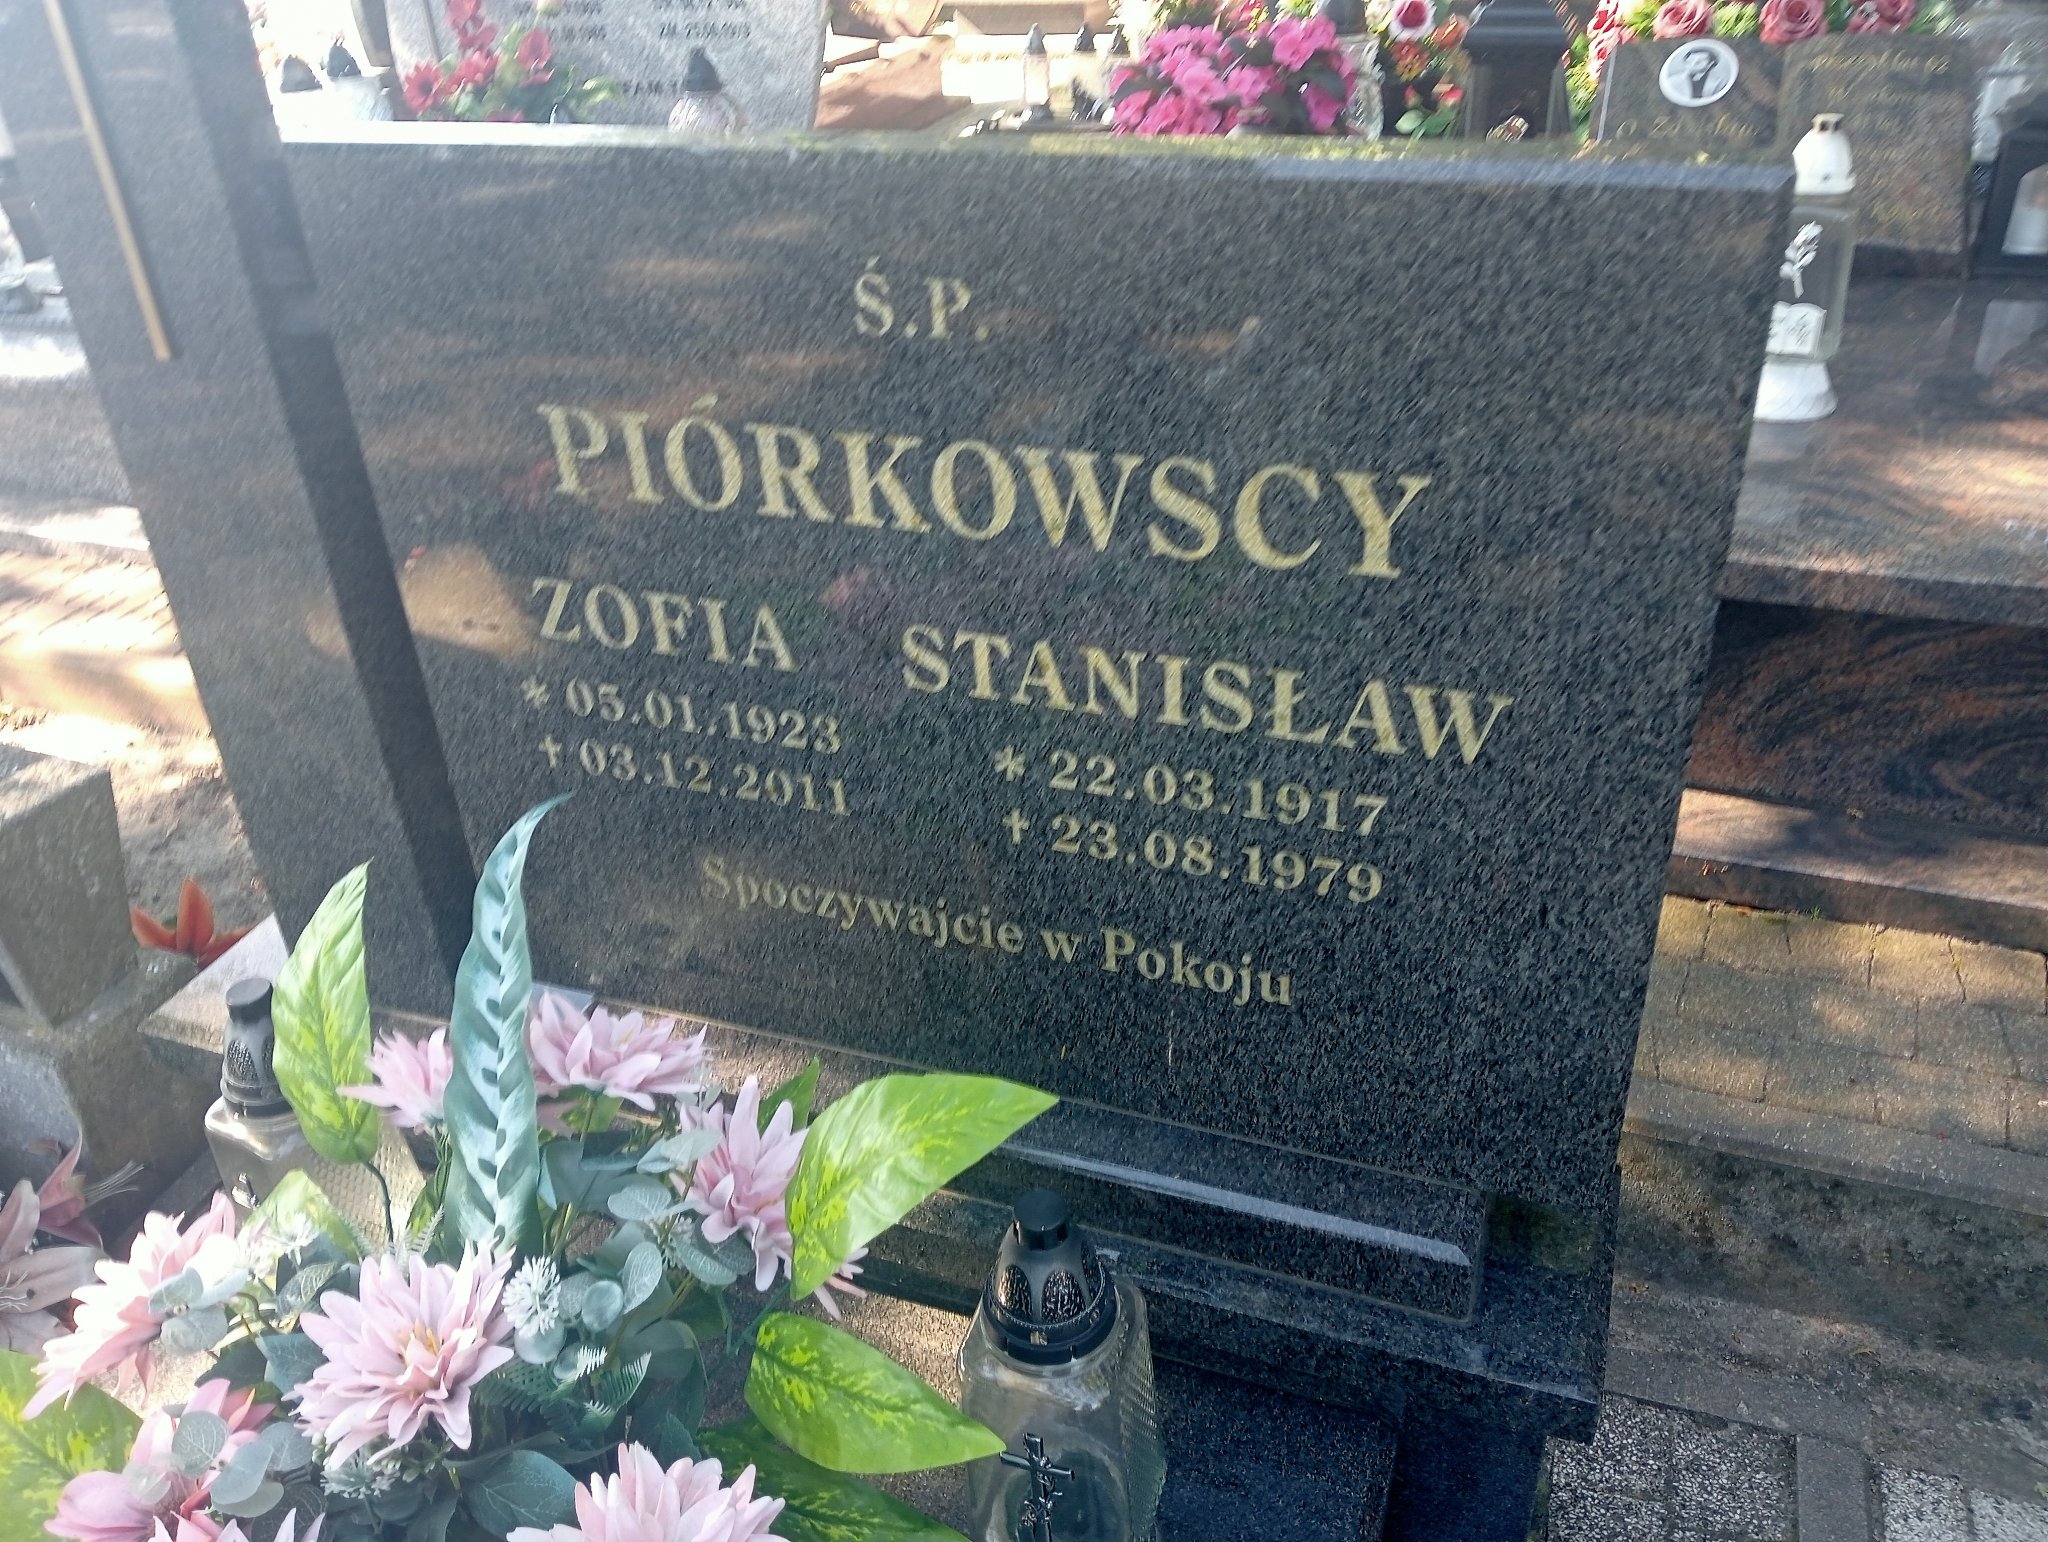 Ś.P.
PIÓRKOWSCY
ZOFIA STANISŁAW
* 05.01.1923 * 22.03.1917
† 03.12.2011 † 23.08.1979
Spoczywajcie w Pokoju